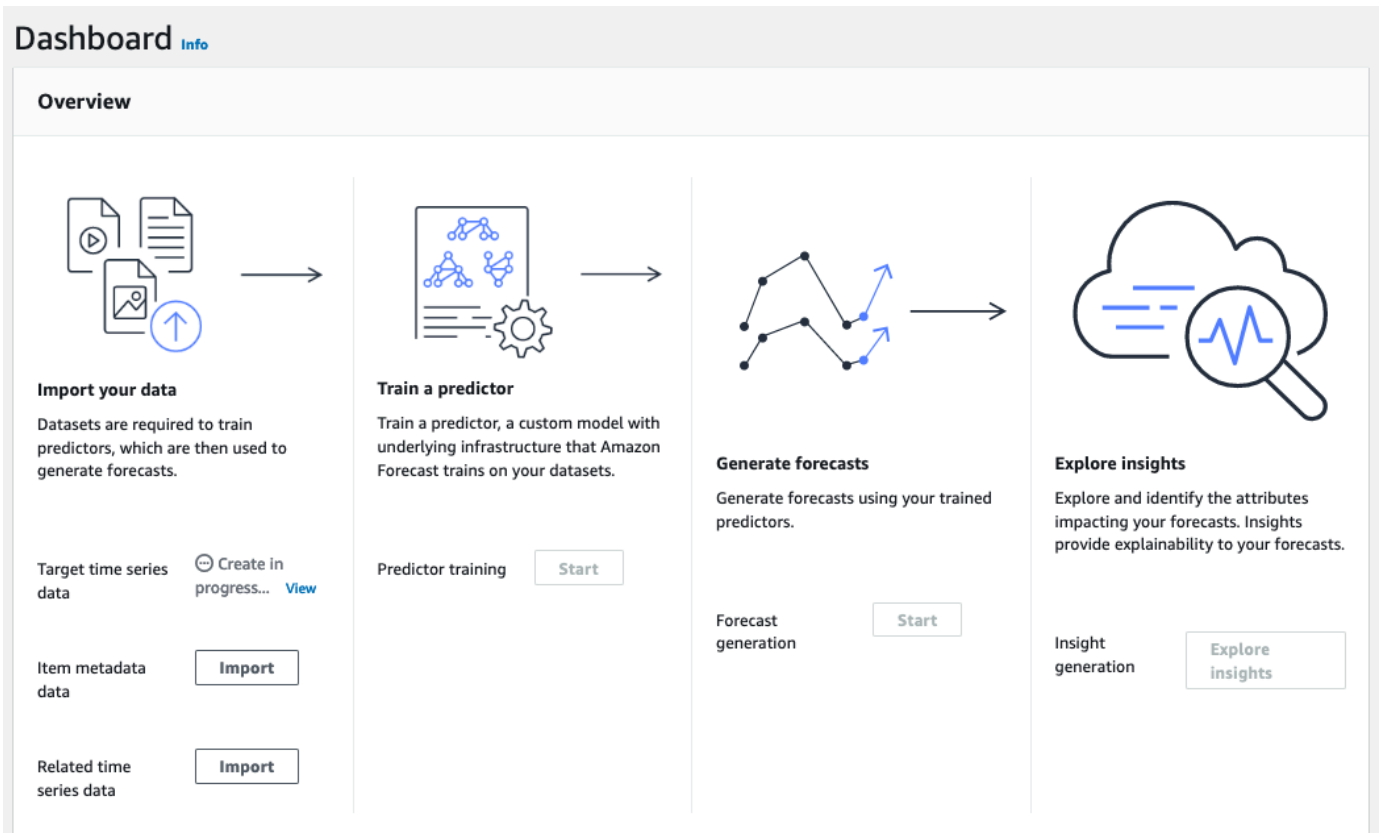 Dashboard Info
Overview
Import your data
Datasets are required to train
predictors, which are then used to
generate forecasts.
Target time series
data
Create in
progress... View
Item metadata
data
Import
Related time
series data
Import
Train a predictor
Train a predictor, a custom model with
underlying infrastructure that Amazon
Forecast trains on your datasets.
Predictor training
Start
Generate forecasts
Generate forecasts using your trained
predictors.
Forecast
generation
Start
Explore insights
Explore and identify the attributes
impacting your forecasts. Insights
provide explainability to your forecasts.
Insight
generation
Explore
insights